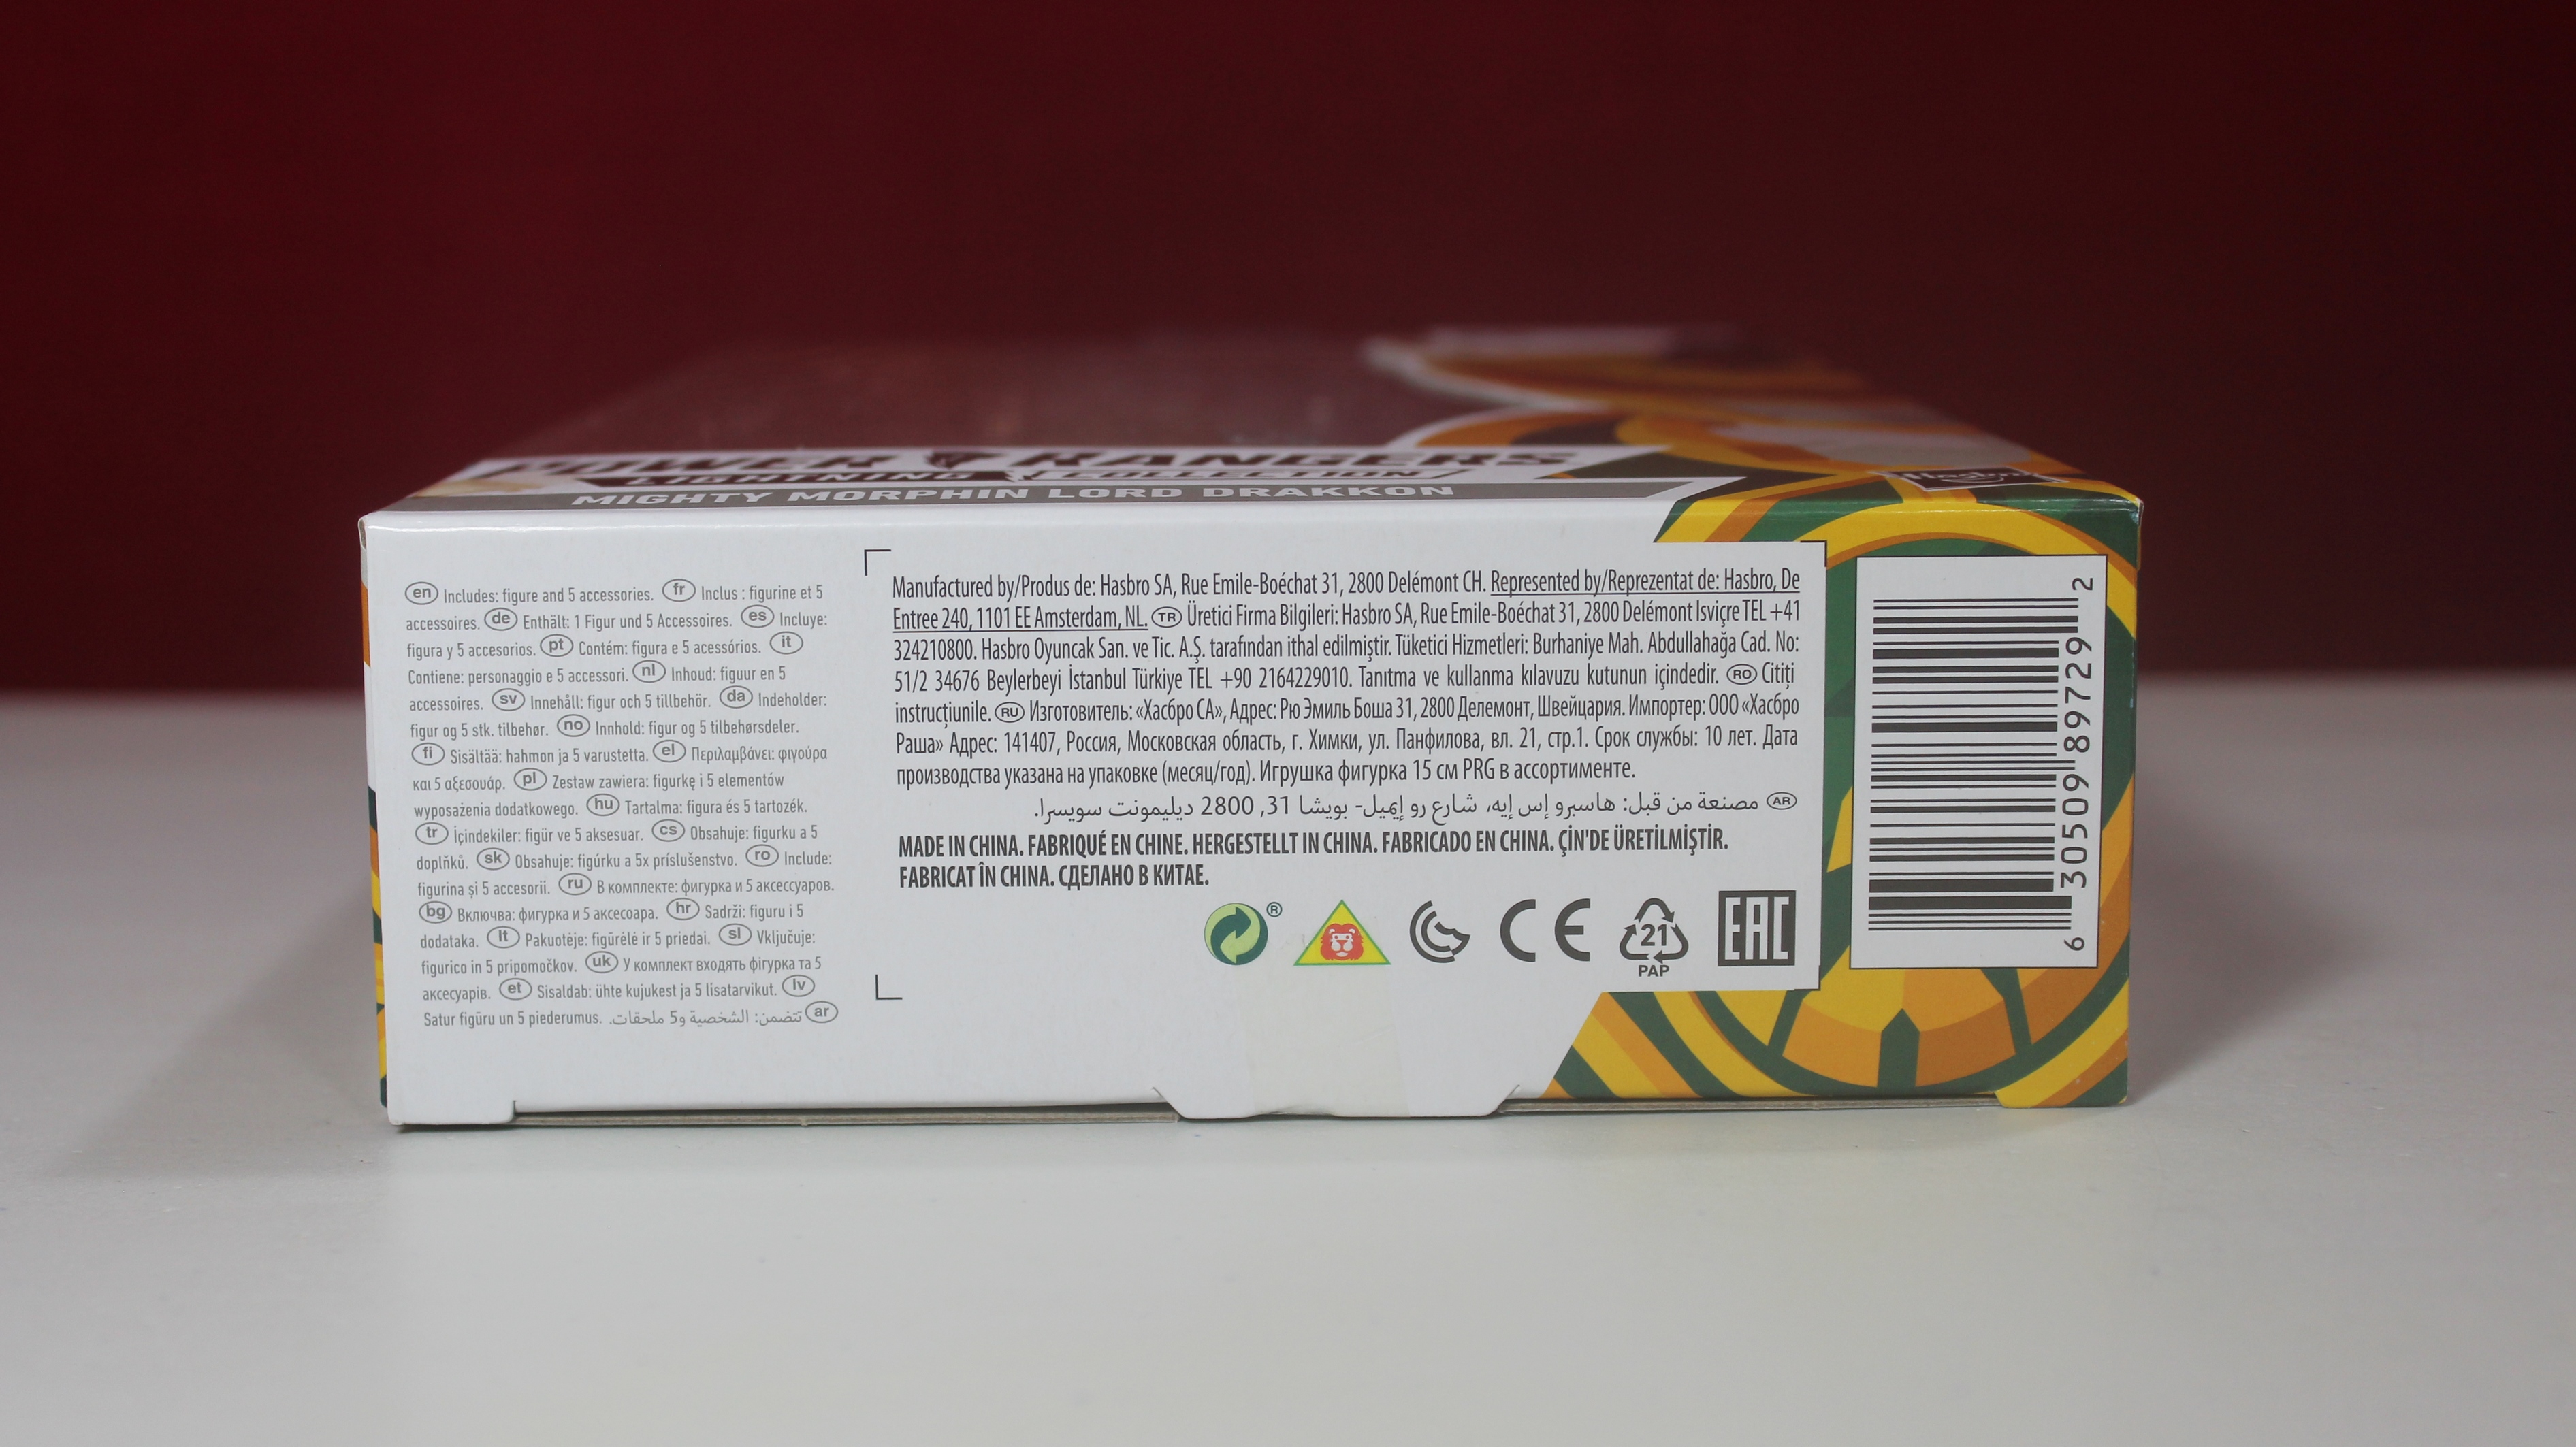 POWER RANGERS
LIGHTNING COLLECTION
MIGHTY MORPHIN LORD DRAKKON
Hasbro
en Includes: figure and 5 accessories. fr Inclus : figurine et 5
accessoires. de Enthält: 1 Figur und 5 Accessoires. es Incluye:
figura y 5 accesorios. pt Contém: figura e 5 acessórios. it
Contiene: personaggio e 5 accessori. nl Inhoud: figuur en 5
accessoires. sv Innehåll: figur och 5 tillbehör. da Indeholder:
figur og 5 stk. tilbehør. no Innhold: figur og 5 tilbehørsdeler.
fi Sisältää: hahmon ja 5 varustetta. el Περιλαμβάνει: φιγούρα
και 5 αξεσουάρ. pl Zestaw zawiera: figurkę i 5 elementów
wyposażenia dodatkowego. hu Tartalma: figura és 5 tartozék.
tr İçindekiler: figür ve 5 aksesuar. cs Obsahuje: figurku a 5
doplňků. sk Obsahuje: figúrku a 5x príslušenstvo. ro Include:
figurina și 5 accesorii. ru В комплекте: фигурка и 5 аксессуаров.
bg Включва: фигурка и 5 аксесоара. hr Sadrži: figuru i 5
dodataka. lt Pakuotėje: figūrėlė ir 5 priedai. sl Vključuje:
figurico in 5 pripomočkov. uk У комплект входять фігурка та 5
аксесуарів. et Sisaldab: ühte kujukest ja 5 lisatarvikut. lv
Satur figūru un 5 piederumus. ar تتضمن: الشخصية و5 ملحقات.
Manufactured by/Produs de: Hasbro SA, Rue Emile-Boéchat 31, 2800 Delémont CH. Represented by/Reprezentat de: Hasbro, De
Entree 240, 1101 EE Amsterdam, NL. TR Üretici Firma Bilgileri: Hasbro SA, Rue Emile-Boéchat 31, 2800 Delémont Isviçre TEL +41
324210800. Hasbro Oyuncak San. ve Tic. A.Ş. tarafından ithal edilmiştir. Tüketici Hizmetleri: Burhaniye Mah. Abdullahağa Cad. No:
51/2 34676 Beylerbeyi İstanbul Türkiye TEL +90 2164229010. Tanıtma ve kullanma kılavuzu kutunun içindedir. RO Citiți
instrucțiunile. RU Изготовитель: «Хасбро СА», Адрес: Рю Эмиль Боша 31, 2800 Делемонт, Швейцария. Импортер: ООО «Хасбро
Раша» Адрес: 141407, Россия, Московская область, г. Химки, ул. Панфилова, вл. 21, стр.1. Срок службы: 10 лет. Дата
производства указана на упаковке (месяц/год). Игрушка фигурка 15 см PRG в ассортименте.
AR مصنعة من قبل: هاسبرو إس إيه، شارع رو إيميل- بويشا 31, 2800 ديليمونت سويسرا.
MADE IN CHINA. FABRIQUÉ EN CHINE. HERGESTELLT IN CHINA. FABRICADO EN CHINA. ÇİN'DE ÜRETİLMİŞTİR.
FABRICAT ÎN CHINA. СДЕЛАНО В КИТАЕ.
® CE 21 PAP EAC
6 30509 89729 2